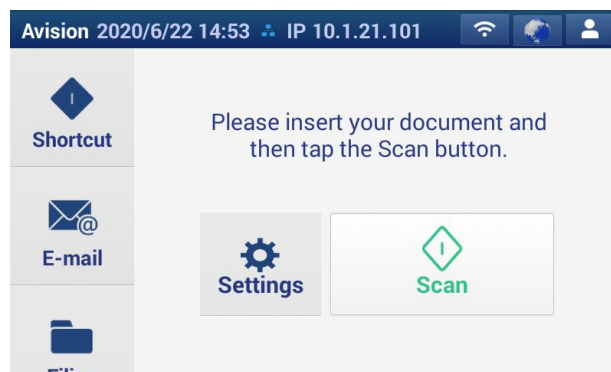 Avision 2020/6/22 14:53 IP 10.1.21.101
Shortcut
Please insert your document and
then tap the Scan button.
E-mail
Settings
Scan